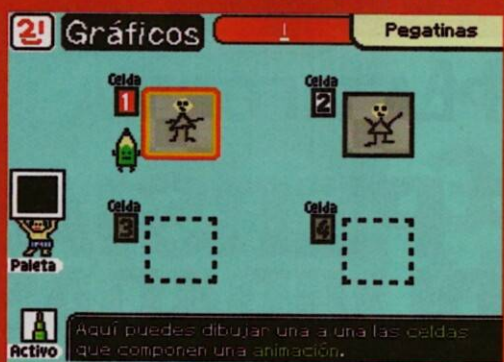 Gráficos
Pegatinas
Celda
1
Celda
2
Celda
3
Celda
4
Paleta
Activo
Aquí puedes dibujar una a una las celdas
que componen una animación.